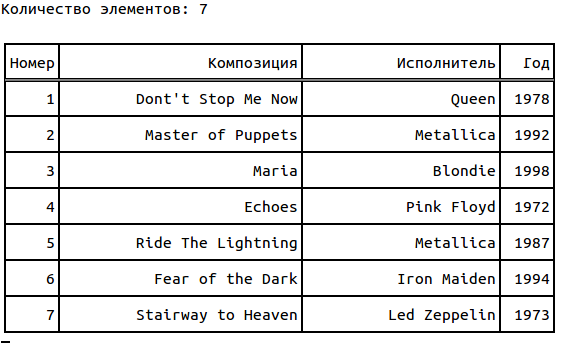 Количество элементов: 7
Номер Композиция Исполнитель Год
1 Dont't Stop Me Now Queen 1978
2 Master of Puppets Metallica 1992
3 Maria Blondie 1998
4 Echoes Pink Floyd 1972
5 Ride The Lightning Metallica 1987
6 Fear of the Dark Iron Maiden 1994
7 Stairway to Heaven Led Zeppelin 1973